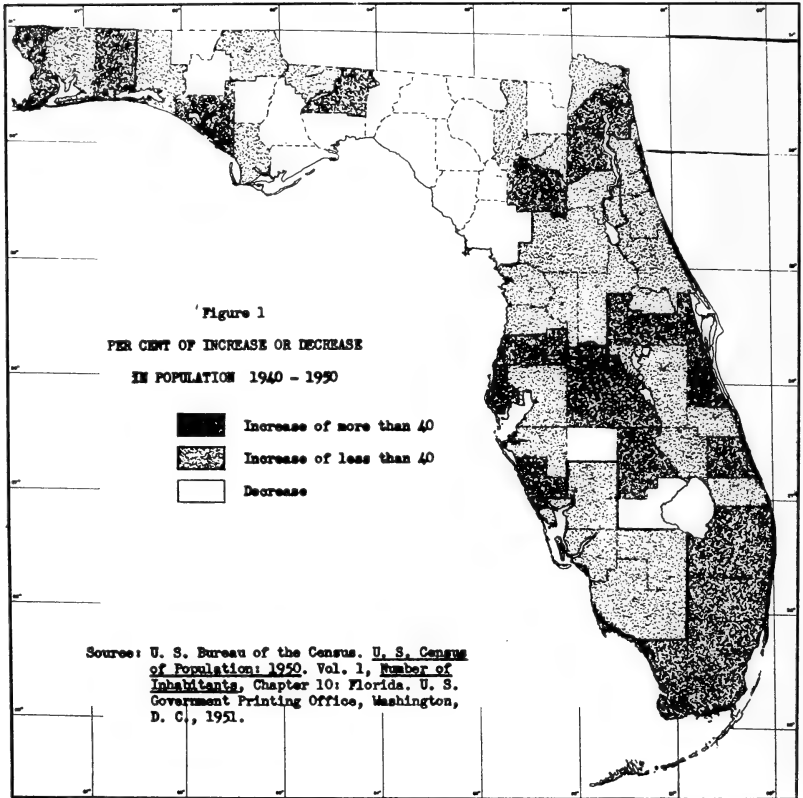 Figure 1
PER CENT OF INCREASE OR DECREASE
IN POPULATION 1940 - 1950
Increase of more than 40
Increase of less than 40
Decrease
Source: U. S. Bureau of the Census. U. S. Census
of Population: 1950. Vol. 1, Number of
Inhabitants, Chapter 10: Florida. U. S.
Government Printing Office, Washington,
D. C., 1951.